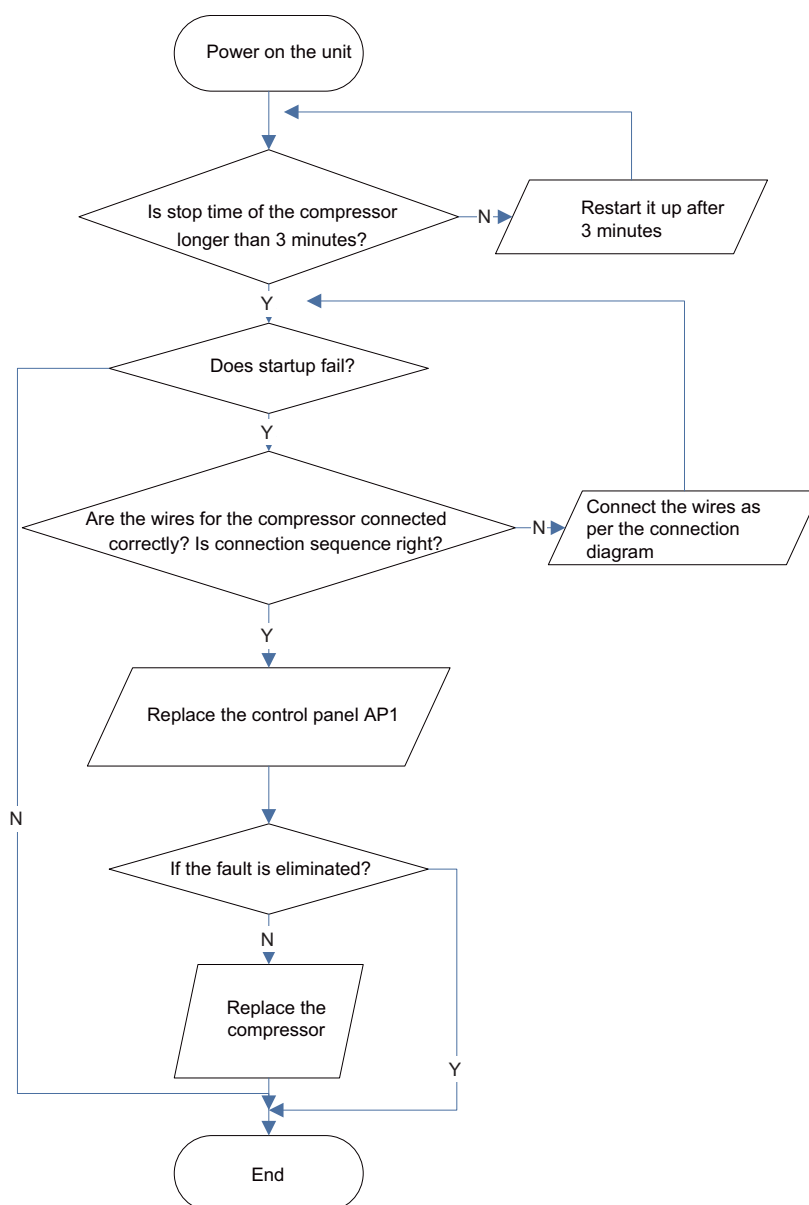 Power on the unit
Is stop time of the compressor
longer than 3 minutes?
N
Restart it up after
3 minutes
Y
Does startup fail?
Y
Are the wires for the compressor connected
correctly? Is connection sequence right?
N
Connect the wires as
per the connection
diagram
Y
Replace the control panel AP1
N
If the fault is eliminated?
N
Replace the
compressor
Y
End